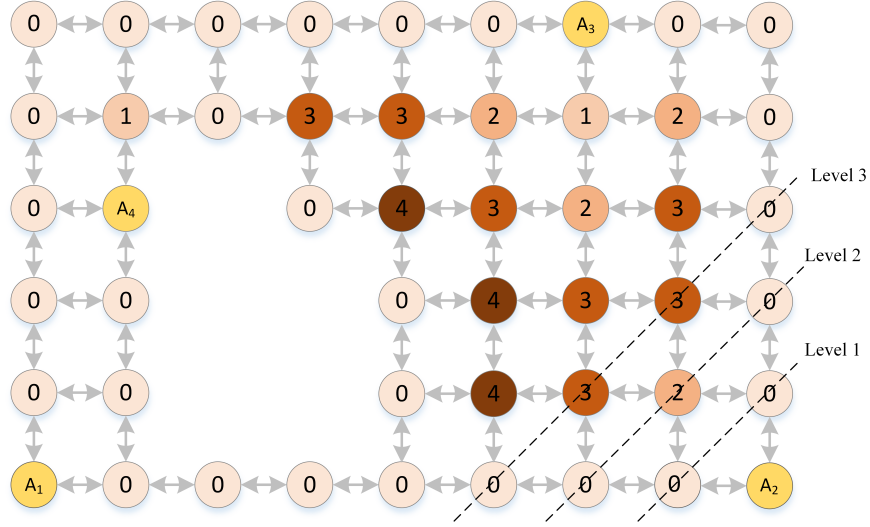 0 0 0 0 0 0 A₃ 0 0
0 1 0 3 3 2 1 2 0
Level 3
0 A₄ 0 4 3 2 3 0
Level 2
0 0 0 4 3 3 0
Level 1
0 0 0 4 3 2 0
A₁ 0 0 0 0 0 0 0 A₂